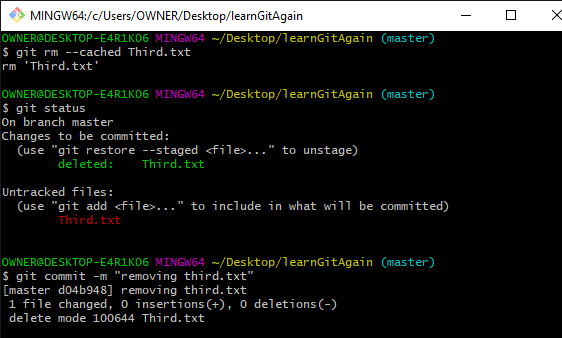 MINGW64:/c/Users/OWNER/Desktop/learnGitAgain
OWNER@DESKTOP-E4R1KO6 MINGW64 ~/Desktop/learnGitAgain (master)
$ git rm --cached Third.txt
rm 'Third.txt'
OWNER@DESKTOP-E4R1KO6 MINGW64 ~/Desktop/learnGitAgain (master)
$ git status
On branch master
Changes to be committed:
  (use "git restore --staged <file>..." to unstage)
        deleted:    Third.txt
Untracked files:
  (use "git add <file>..." to include in what will be committed)
        Third.txt
OWNER@DESKTOP-E4R1KO6 MINGW64 ~/Desktop/learnGitAgain (master)
$ git commit -m "removing third.txt"
[master d04b948] removing third.txt
 1 file changed, 0 insertions(+), 0 deletions(-)
 delete mode 100644 Third.txt